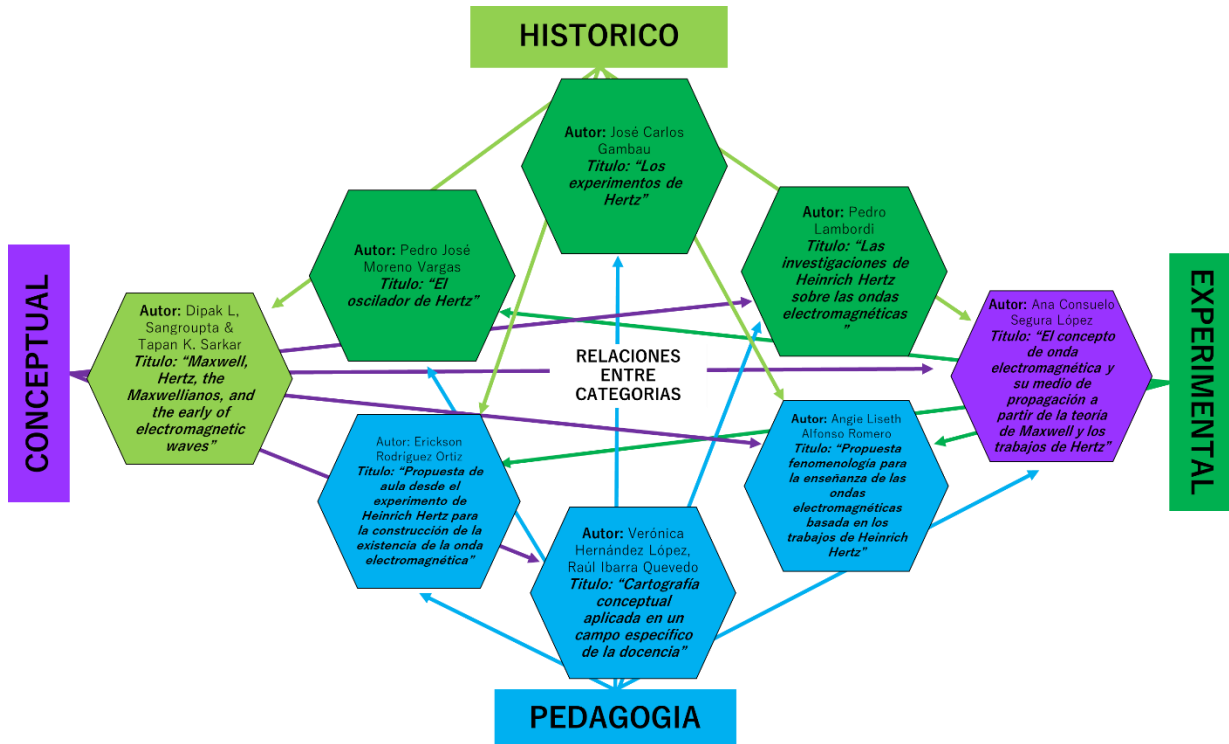 HISTORICO
Autor: José Carlos
Gambau
Titulo: “Los
experimentos de
Hertz”
Autor: Pedro José
Moreno Vargas
Titulo: “El
oscilador de Hertz”
Autor: Pedro
Lambordi
Titulo: “Las
investigaciones de
Heinrich Hertz
sobre las ondas
electromagnéticas
”
CONCEPTUAL
Autor: Dipak L,
Sangroupta &
Tapan K. Sarkar
Titulo: “Maxwell,
Hertz, the
Maxwellianos, and
the early of
electromagnetic
waves”
RELACIONES
ENTRE
CATEGORIAS
Autor: Ana Consuelo
Segura López
Titulo: “El concepto
de onda
electromagnética y
su medio de
propagación a
partir de la teoría
de Maxwell y los
trabajos de Hertz”
EXPERIMENTAL
Autor: Erickson
Rodríguez Ortiz
Titulo: “Propuesta de
aula desde el
experimento de
Heinrich Hertz para
la construcción de la
existencia de la onda
electromagnética”
Autor: Verónica
Hernández López,
Raúl Ibarra Quevedo
Titulo: “Cartografía
conceptual
aplicada en un
campo específico
de la docencia”
Autor: Angie Liseth
Alfonso Romero
Titulo: “Propuesta
fenomenología para
la enseñanza de las
ondas
electromagnéticas
basada en los
trabajos de Heinrich
Hertz”
PEDAGOGIA